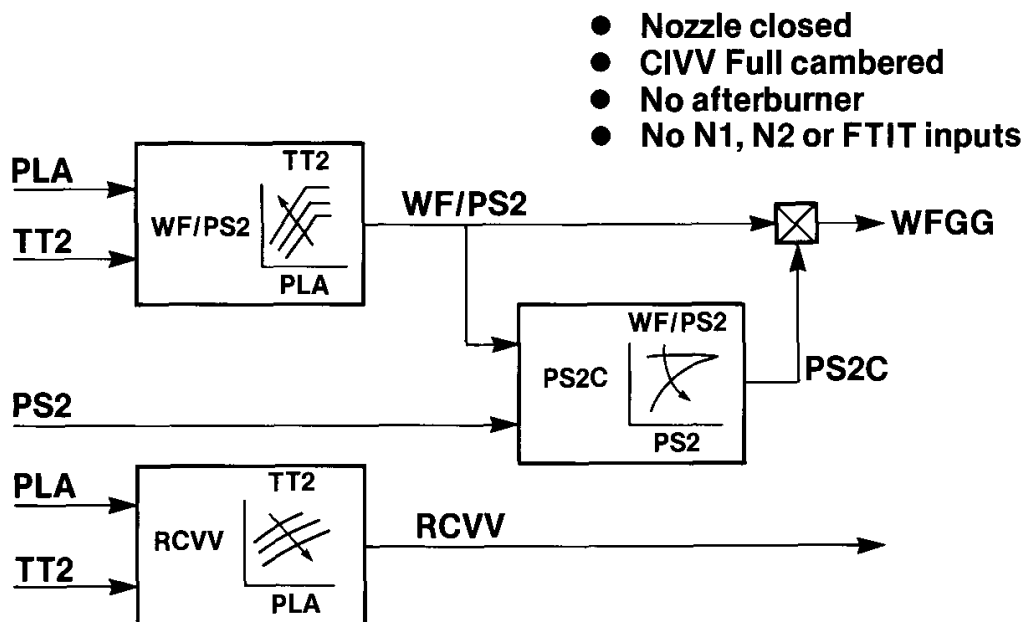 ● Nozzle closed
● CIVV Full cambered
● No afterburner
● No N1, N2 or FTIT inputs
PLA
TT2
TT2
WF/PS2
PLA
WF/PS2
WFGG
WF/PS2
PS2C
PS2
PS2C
PS2
PLA
TT2
TT2
RCVV
PLA
RCVV